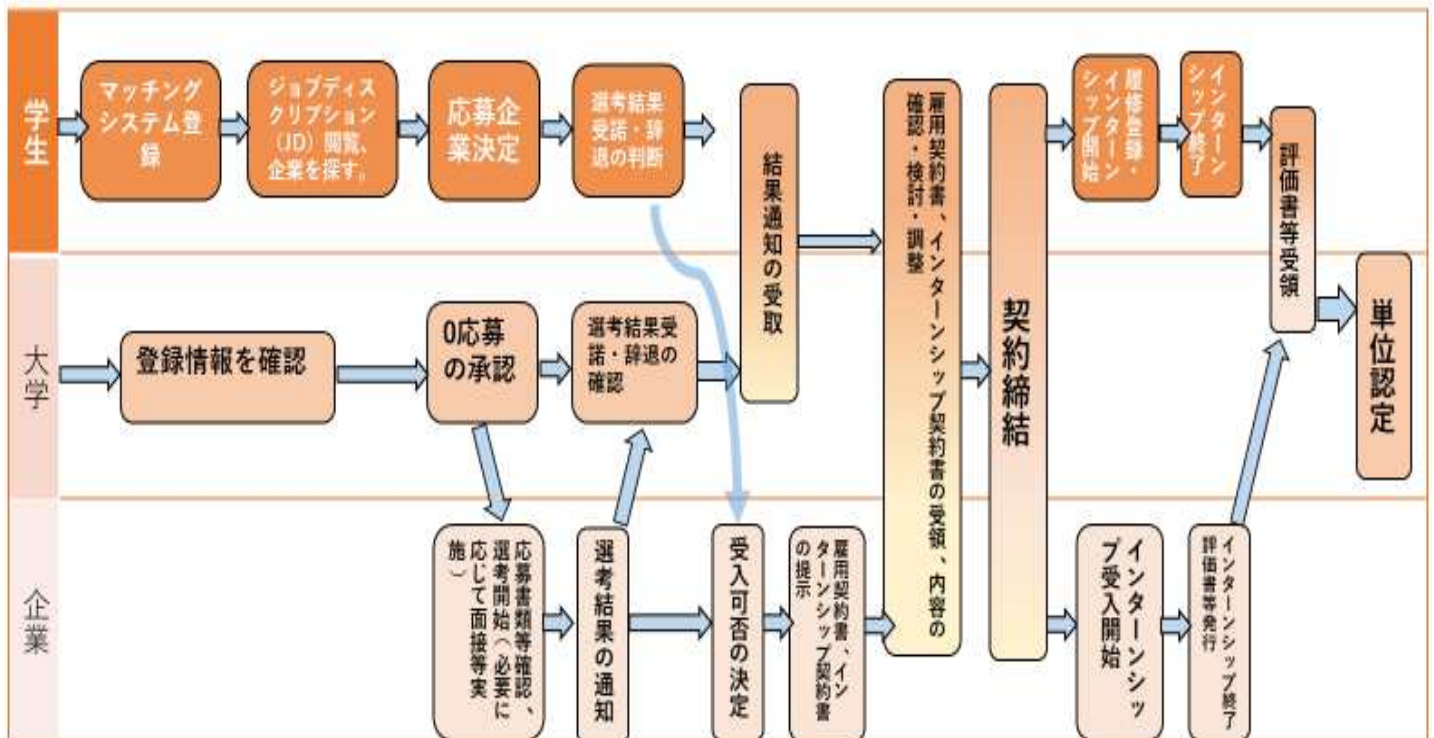 学生
マッチング
システム登
録
ジョブディス
クリプション
（JD）閲覧、
企業を探す。
応募企
業決定
選考結果
受諾・辞
退の判断
結果通知の受取
雇用契約書、インターンシップ契約書の受領、内容の
確認・検討・調整
契約締結
履修登録・
インターン
シップ開始
インターン
シップ終了
評価書等受領
大学
登録情報を確認
0応募
の承認
選考結果受
諾・辞退の
確認
単位認定
企業
応募書類等確認、
選考開始（必要に
応じて面接等実
施）
選考結果の通知
受入可否の決定
雇用契約書、イン
ターンシップ契約書
の提示
インターンシッ
プ受入開始
インターンシップ終了
評価書等発行